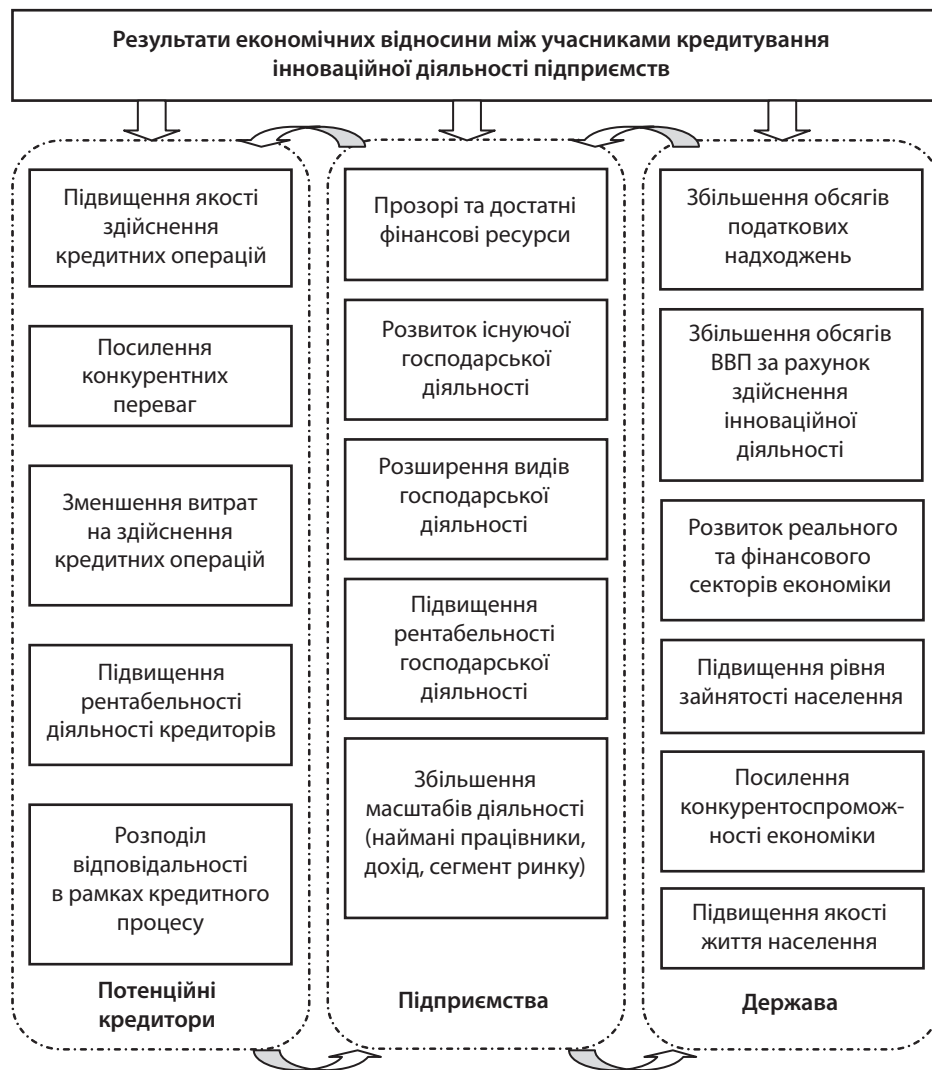 Результати економічних відносини між учасниками кредитування
інноваційної діяльності підприємств
Підвищення якості
здійснення
кредитних операцій
Посилення
конкурентних
переваг
Зменшення витрат
на здійснення
кредитних операцій
Підвищення
рентабельності
діяльності кредиторів
Розподіл
відповідальності
в рамках кредитного
процесу
Потенційні
кредитори
Прозорі та достатні
фінансові ресурси
Розвиток існуючої
господарської
діяльності
Розширення видів
господарської
діяльності
Підвищення
рентабельності
господарської
діяльності
Збільшення
масштабів діяльності
(наймані працівники,
дохід, сегмент ринку)
Підприємства
Збільшення обсягів
податкових
надходжень
Збільшення обсягів
ВВП за рахунок
здійснення
інноваційної
діяльності
Розвиток реального
та фінансового
секторів економіки
Підвищення рівня
зайнятості населення
Посилення
конкурентоспромож-
ності економіки
Підвищення якості
життя населення
Держава